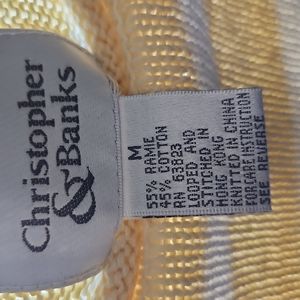 Christopher
& Banks
M
55% RAMIE
45% COTTON
RN 63823
LOOPED AND
STITCHED IN
HONG KONG
KNITTED IN CHINA
FOR CARE INSTRUCTION
SEE REVERSE